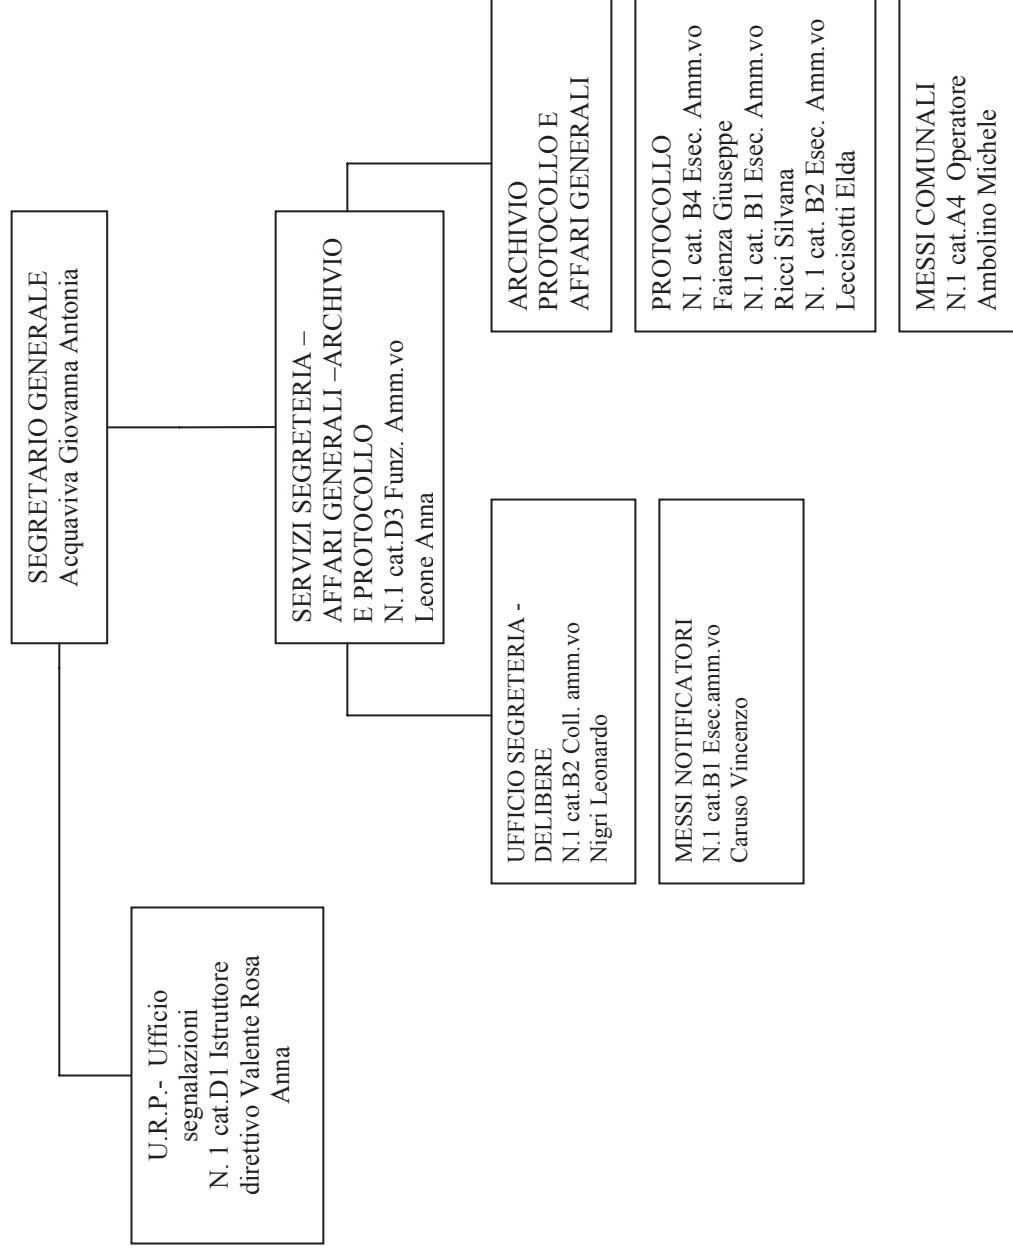 SEGRETARIO GENERALE
Acquaviva Giovanna Antonia
U.R.P.- Ufficio
segnalazioni
N. 1 cat.D1 Istruttore
direttivo Valente Rosa
Anna
SERVIZI SEGRETERIA –
AFFARI GENERALI –ARCHIVIO
E PROTOCOLLO
N.1 cat.D3 Funz. Amm.vo
Leone Anna
UFFICIO SEGRETERIA -
DELIBERE
N.1 cat.B2 Coll. amm.vo
Nigri Leonardo
MESSI NOTIFICATORI
N.1 cat.B1 Esec.amm.vo
Caruso Vincenzo
ARCHIVIO
PROTOCOLLO E
AFFARI GENERALI
PROTOCOLLO
N.1 cat. B4 Esec. Amm.vo
Faienza Giuseppe
N.1 cat. B1 Esec. Amm.vo
Ricci Silvana
N. 1 cat. B2 Esec. Amm.vo
Leccisotti Elda
MESSI COMUNALI
N.1 cat.A4 Operatore
Ambolino Michele